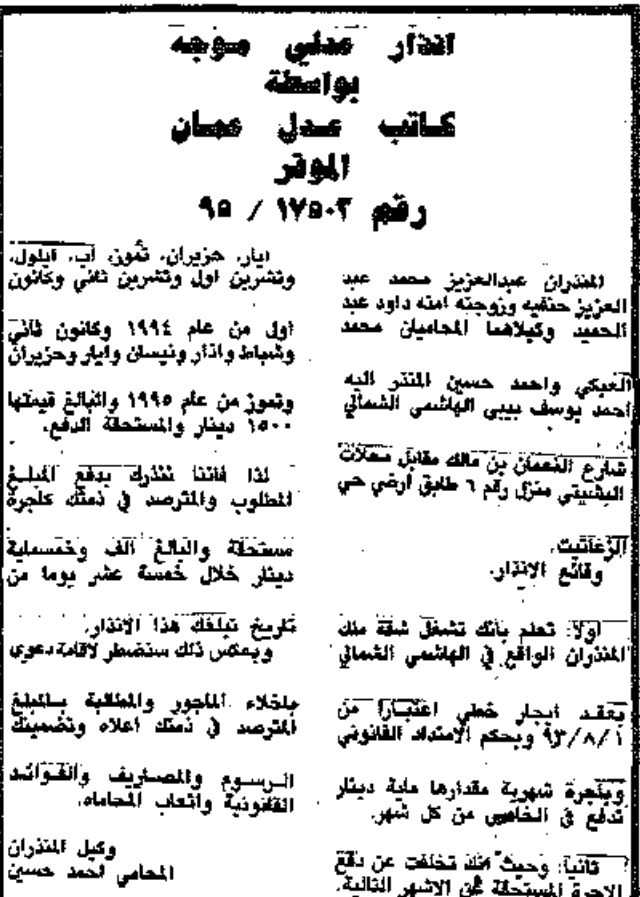 انذار عدلي موجه
بواسطة
كاتب عدل عمان
الموقر
رقم ١٧٥٠٣ / ٩٥
المنذران عبدالعزيز محمد عبد
العزيز حنفيه وزوجته امنه داود عبد
الحميد وكيلاهما المحاميان محمد
العبكي واحمد حسين المنذر اليه
احمد يوسف بيبي الهاشمي الشمالي
شارع النعمان بن مالك مقابل محلات
البشيتي منزل رقم ٦ طابق ارضي حي
الزغاتيت.
وقائع الانذار.
اولا: تعلم بانك تشغل شقة ملك
المنذران الواقع في الهاشمي الشمالي
بعقد ايجار خطي اعتبارا من
٩٣/٨/١ وبحكم الامتداد القانوني
وبأجرة شهرية مقدارها ماية دينار
تدفع في الخامس من كل شهر.
ثانيا: وحيث انك تخلفت عن دفع
الاجرة المستحقة عن الاشهر التالية.
ايار، حزيران، تموز، اب، ايلول،
وتشرين اول وتشرين ثاني وكانون
اول من عام ١٩٩٤ وكانون ثاني
وشباط واذار ونيسان وايار وحزيران
وتموز من عام ١٩٩٥ والبالغ قيمتها
١٥٠٠ دينار والمستحقة الدفع.
لذا فاننا ننذرك بدفع المبلغ
المطلوب والمترصد في ذمتك كاجرة
مستحقة والبالغ الف وخمسماية
دينار خلال خمسة عشر يوما من
تاريخ تبلغك هذا الانذار.
وبعكس ذلك سنضطر لاقامة دعوى
باخلاء الماجور والمطالبة بالمبلغ
المترصد في ذمتك اعلاه وتضمينك
الرسوم والمصاريف والفوائد
القانونية واتعاب المحاماه.
وكيل المنذران
المحامي احمد حسين